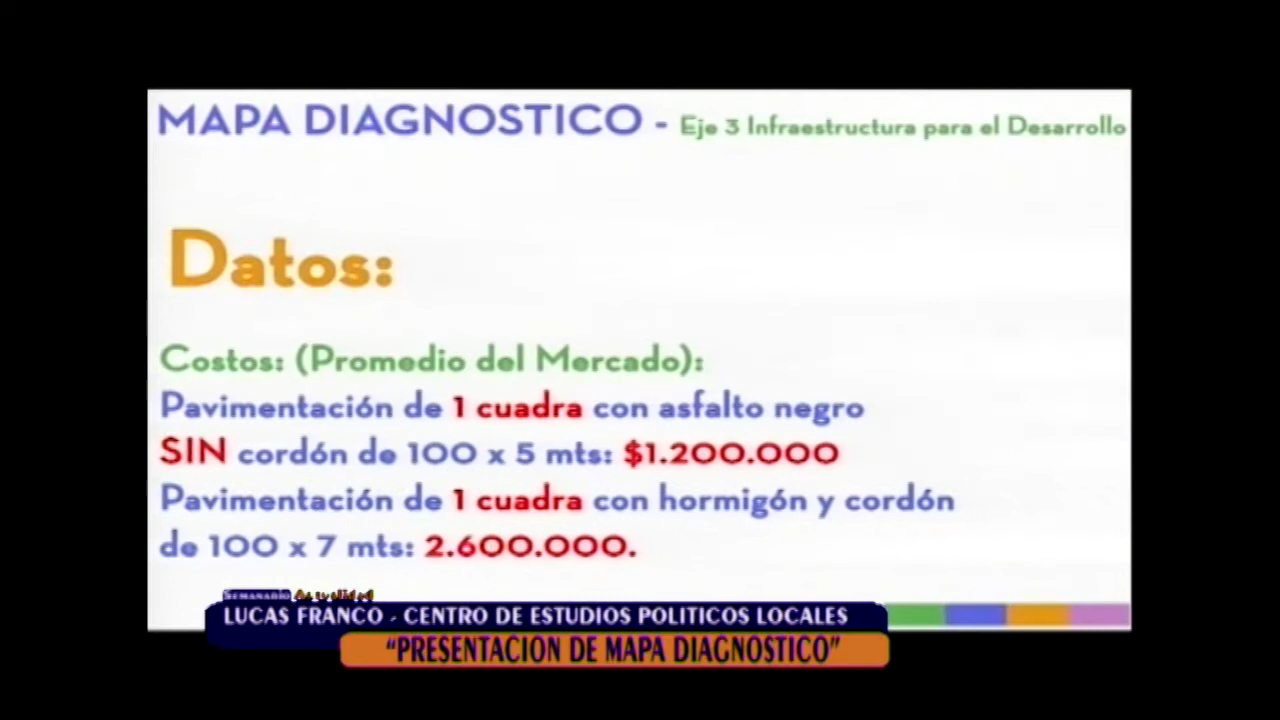 MAPA DIAGNOSTICO - Eje 3 Infraestructura para el Desarrollo
Datos:
Costos: (Promedio del Mercado):
Pavimentación de 1 cuadra con asfalto negro
SIN cordón de 100 x 5 mts: $1.200.000
Pavimentación de 1 cuadra con hormigón y cordón
de 100 x 7 mts: 2.600.000.
SEMANARIO Actualidad
LUCAS FRANCO - CENTRO DE ESTUDIOS POLITICOS LOCALES
“PRESENTACION DE MAPA DIAGNOSTICO”